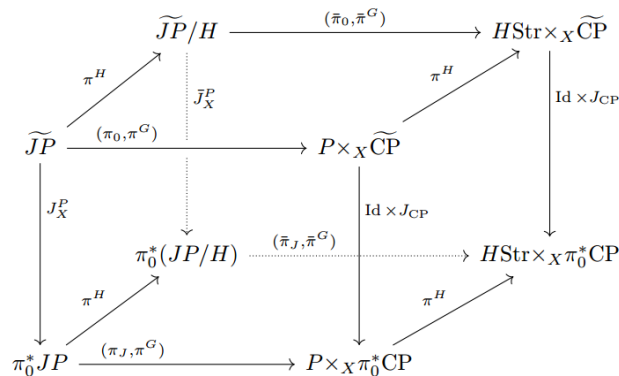 $\widetilde{JP}/H$ $(\bar{\pi}_0, \bar{\pi}^G)$ $H\mathrm{Str} \times_X \widetilde{\mathrm{CP}}$
$\pi^H$ $\bar{J}_X^P$ $\pi^H$ $\mathrm{Id} \times J_{\mathrm{CP}}$
$\widetilde{JP}$ $(\pi_0, \pi^G)$ $P \times_X \widetilde{\mathrm{CP}}$
$J_X^P$ $\mathrm{Id} \times J_{\mathrm{CP}}$
$\pi_0^*(JP/H)$ $(\bar{\pi}_J, \bar{\pi}^G)$ $H\mathrm{Str} \times_X \pi_0^*\mathrm{CP}$
$\pi^H$ $\pi^H$
$\pi_0^*JP$ $(\pi_J, \pi^G)$ $P \times_X \pi_0^*\mathrm{CP}$